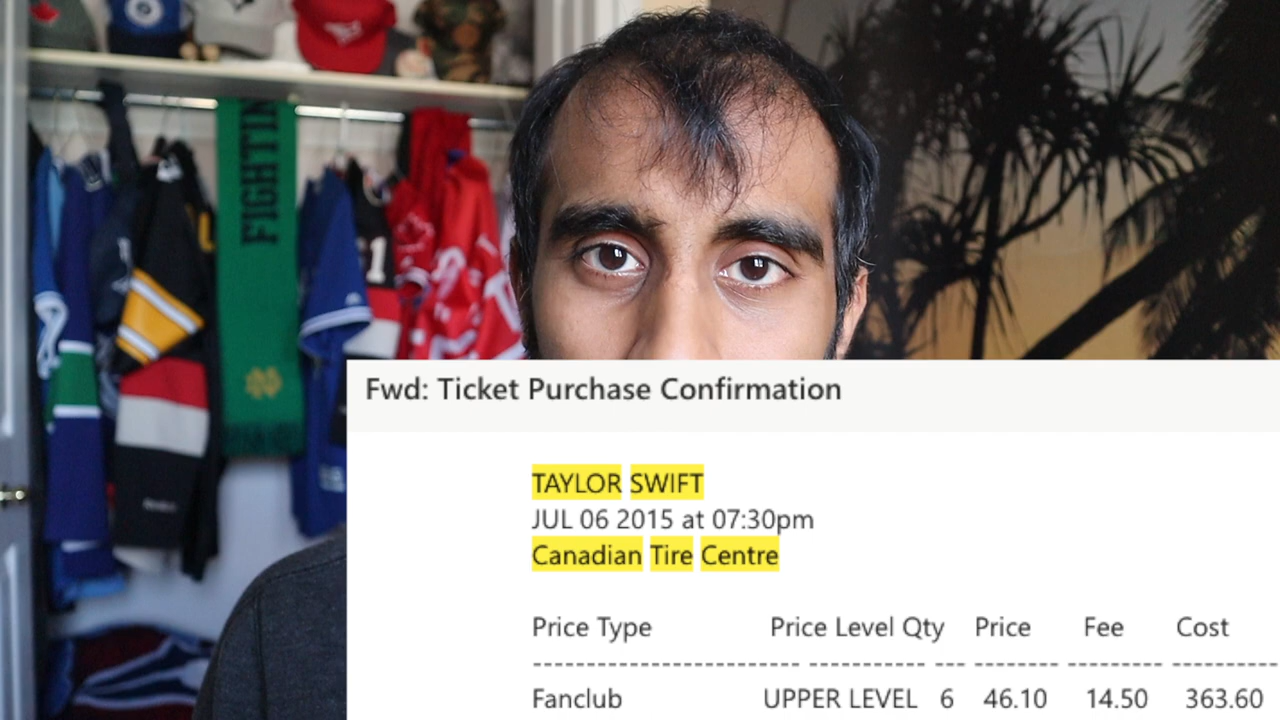 FIGHTIN
1
Fwd: Ticket Purchase Confirmation
TAYLOR SWIFT
JUL 06 2015 at 07:30pm
Canadian Tire Centre
Price Type Price Level Qty Price Fee Cost
------------------------ ----------- --- -------- --------- ----------
Fanclub UPPER LEVEL 6 46.10 14.50 363.60